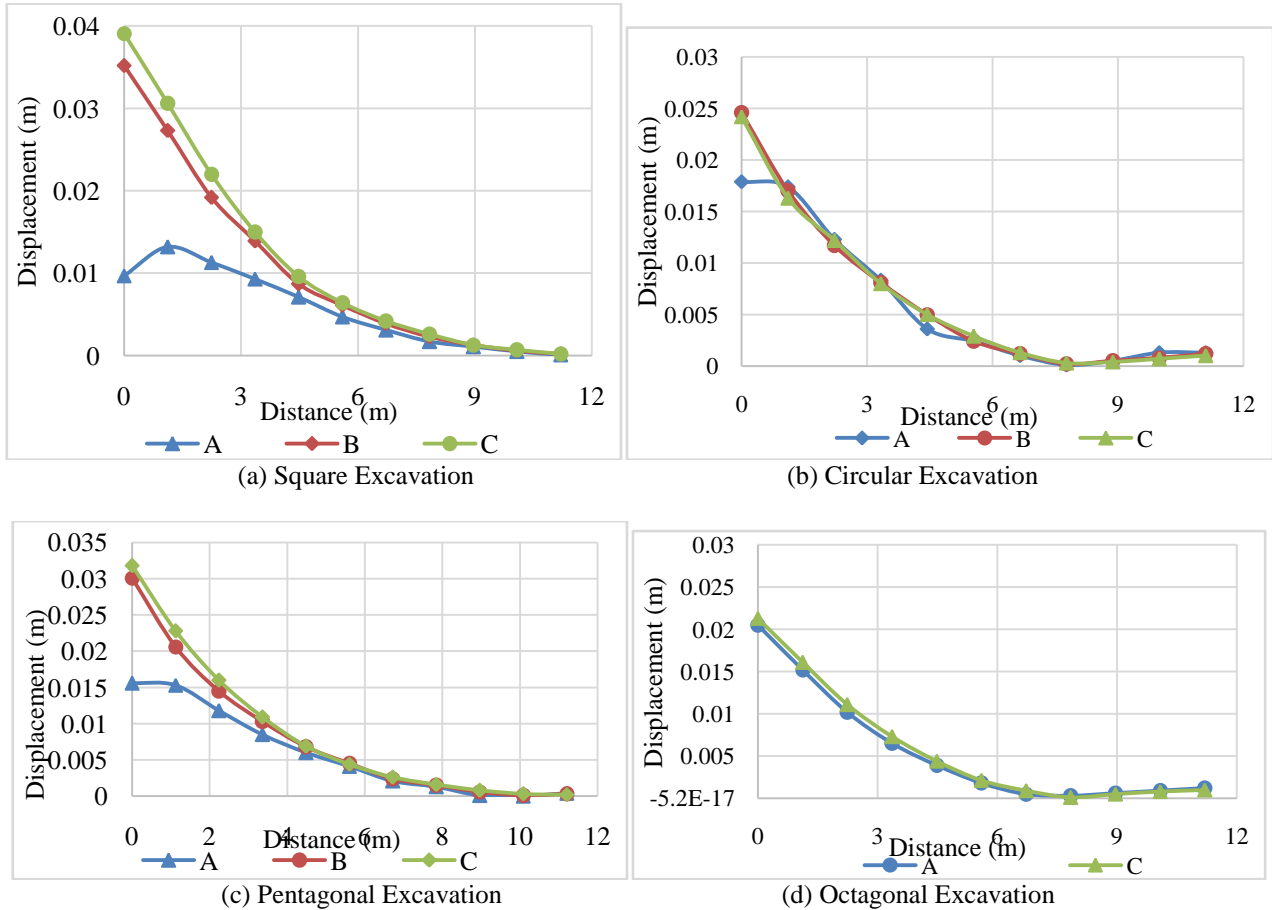 0.04
0.03
0.02
0.01
0
Displacement (m)
0 3 6 9 12
Distance (m)
A B C
(a) Square Excavation
0.03
0.025
0.02
0.015
0.01
0.005
0
Displacement (m)
0 3 6 9 12
Distance (m)
A B C
(b) Circular Excavation
0.035
0.03
0.025
0.02
0.015
0.01
0.005
0
Displacement (m)
0 2 4 6 8 10 12
Distance (m)
A B C
(c) Pentagonal Excavation
0.03
0.025
0.02
0.015
0.01
0.005
-5.2E-17
Displacement (m)
0 3 6 9 12
Distance (m)
A C
(d) Octagonal Excavation